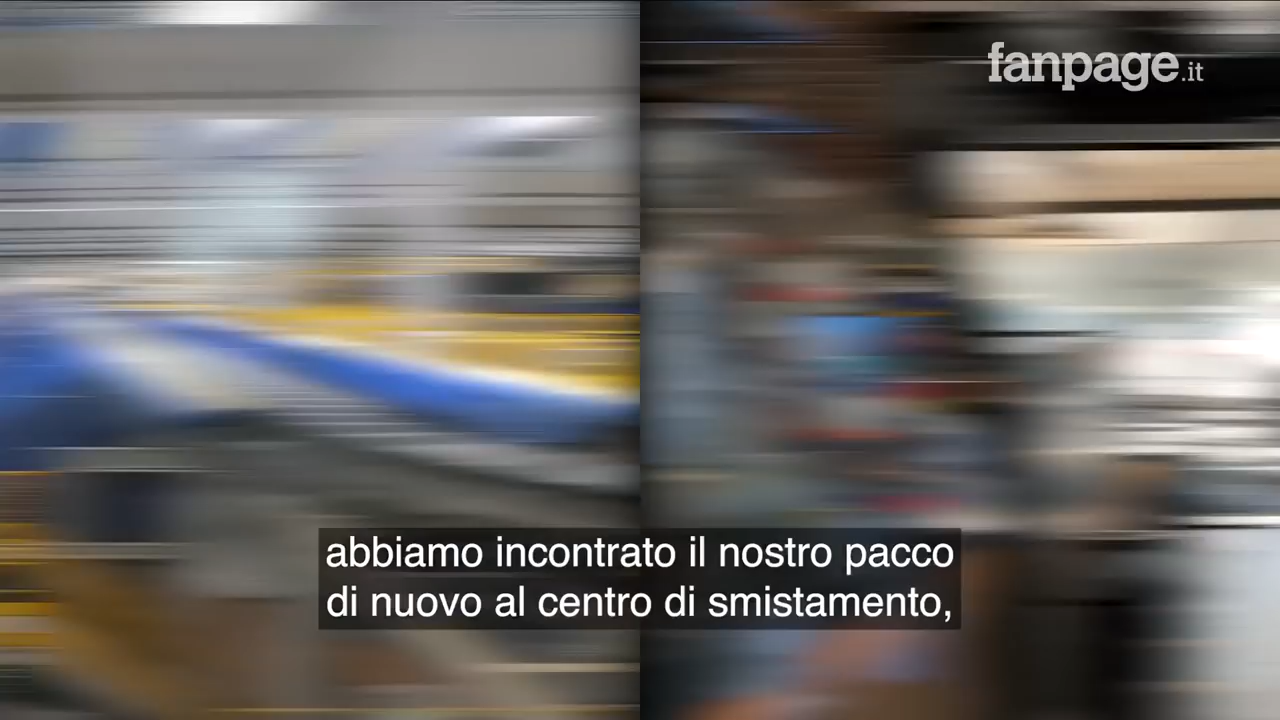 fanpage.it
abbiamo incontrato il nostro pacco
di nuovo al centro di smistamento,